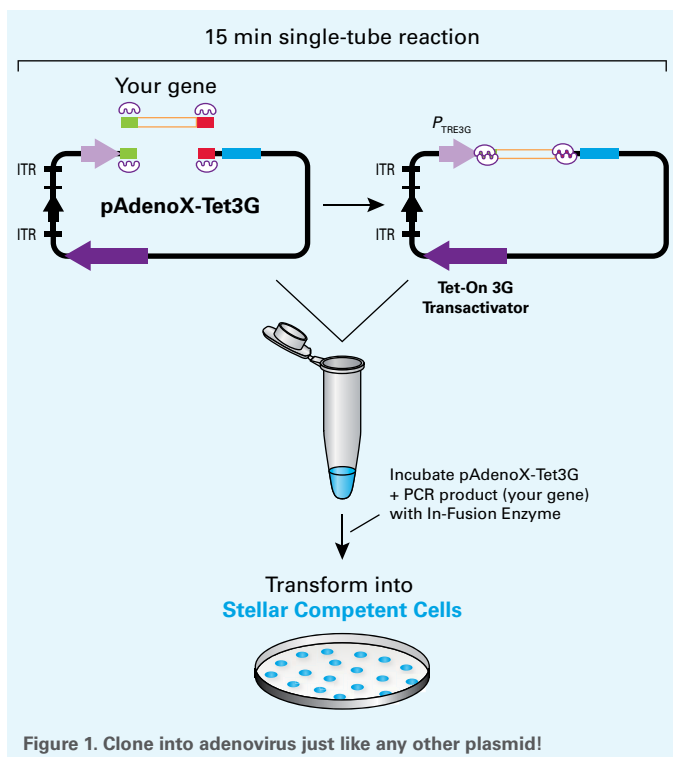 15 min single-tube reaction
Your gene
P TRE3G
ITR
ITR
pAdenoX-Tet3G
ITR
ITR
Tet-On 3G
Transactivator
Incubate pAdenoX-Tet3G
+ PCR product (your gene)
with In-Fusion Enzyme
Transform into
Stellar Competent Cells
Figure 1. Clone into adenovirus just like any other plasmid!